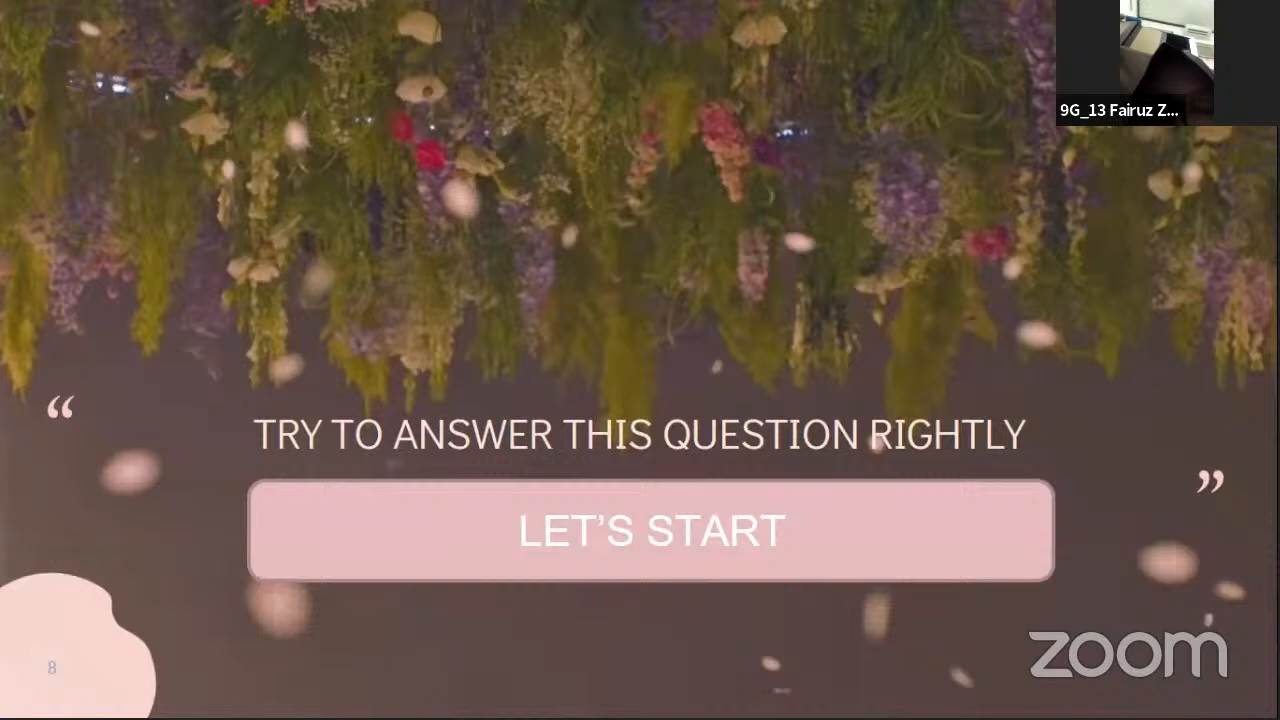 9G_13 Fairuz Z...
“
TRY TO ANSWER THIS QUESTION RIGHTLY
”
LET’S START
8
zoom